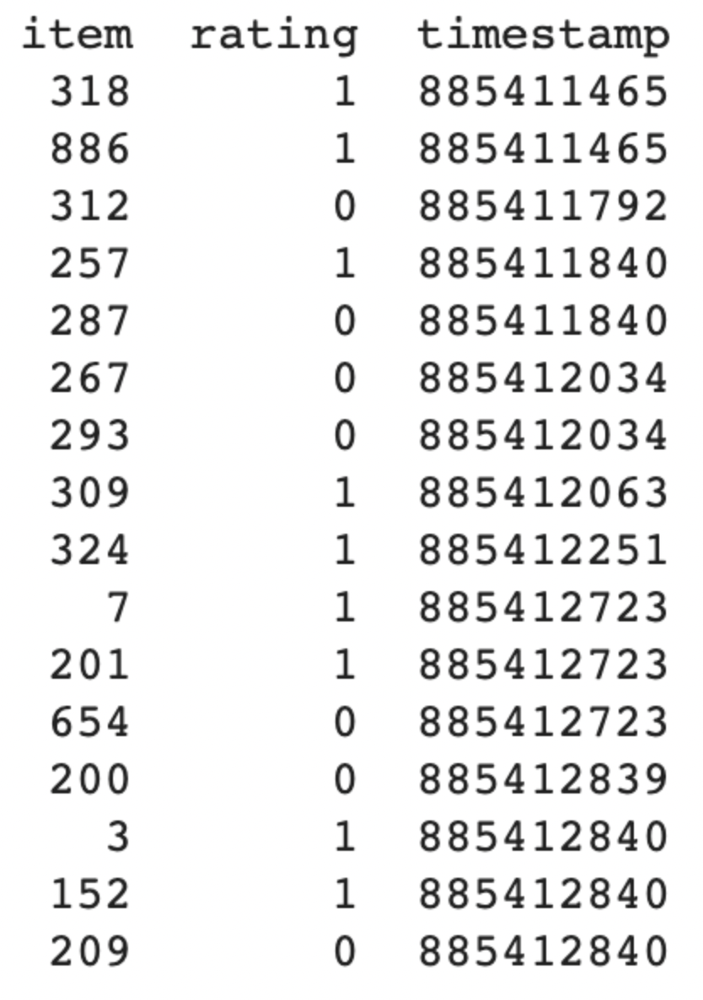 item rating timestamp
318 1 885411465
886 1 885411465
312 0 885411792
257 1 885411840
287 0 885411840
267 0 885412034
293 0 885412034
309 1 885412063
324 1 885412251
7 1 885412723
201 1 885412723
654 0 885412723
200 0 885412839
3 1 885412840
152 1 885412840
209 0 885412840